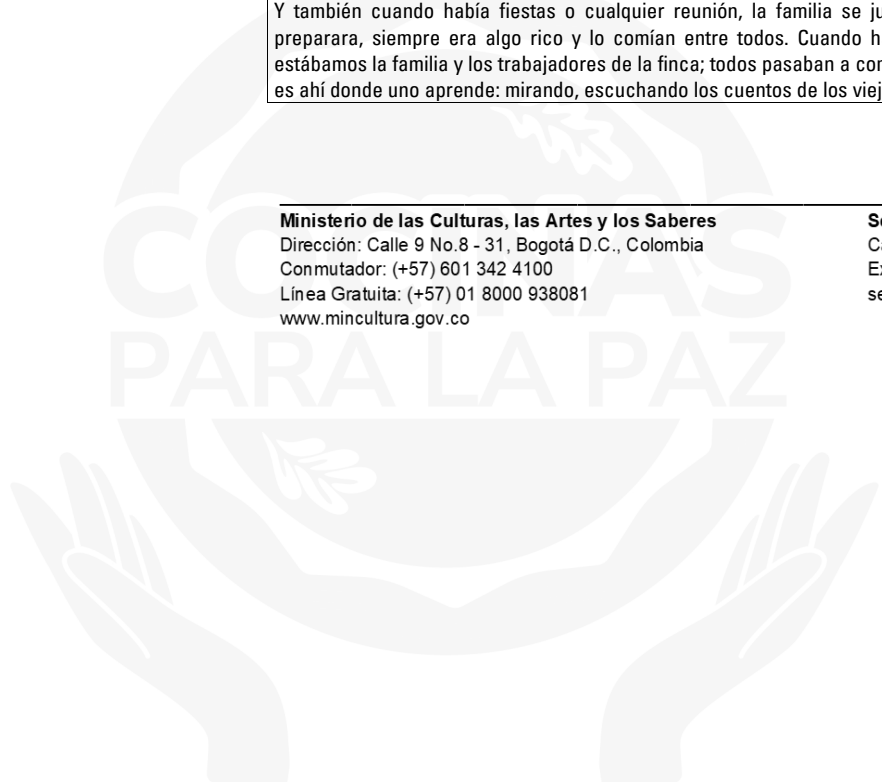 Y también cuando había fiestas o cualquier reunión, la familia se
preparara, siempre era algo rico y lo comían entre todos. Cuando
estábamos la familia y los trabajadores de la finca; todos pasaban a
es ahí donde uno aprende: mirando, escuchando los cuentos de los
COCINAS
PARA LA PAZ
Ministerio de las Culturas, las Artes y los Saberes
Dirección: Calle 9 No.8 - 31, Bogotá D.C., Colombia
Conmutador: (+57) 601 342 4100
Línea Gratuita: (+57) 01 8000 938081
www.mincultura.gov.co